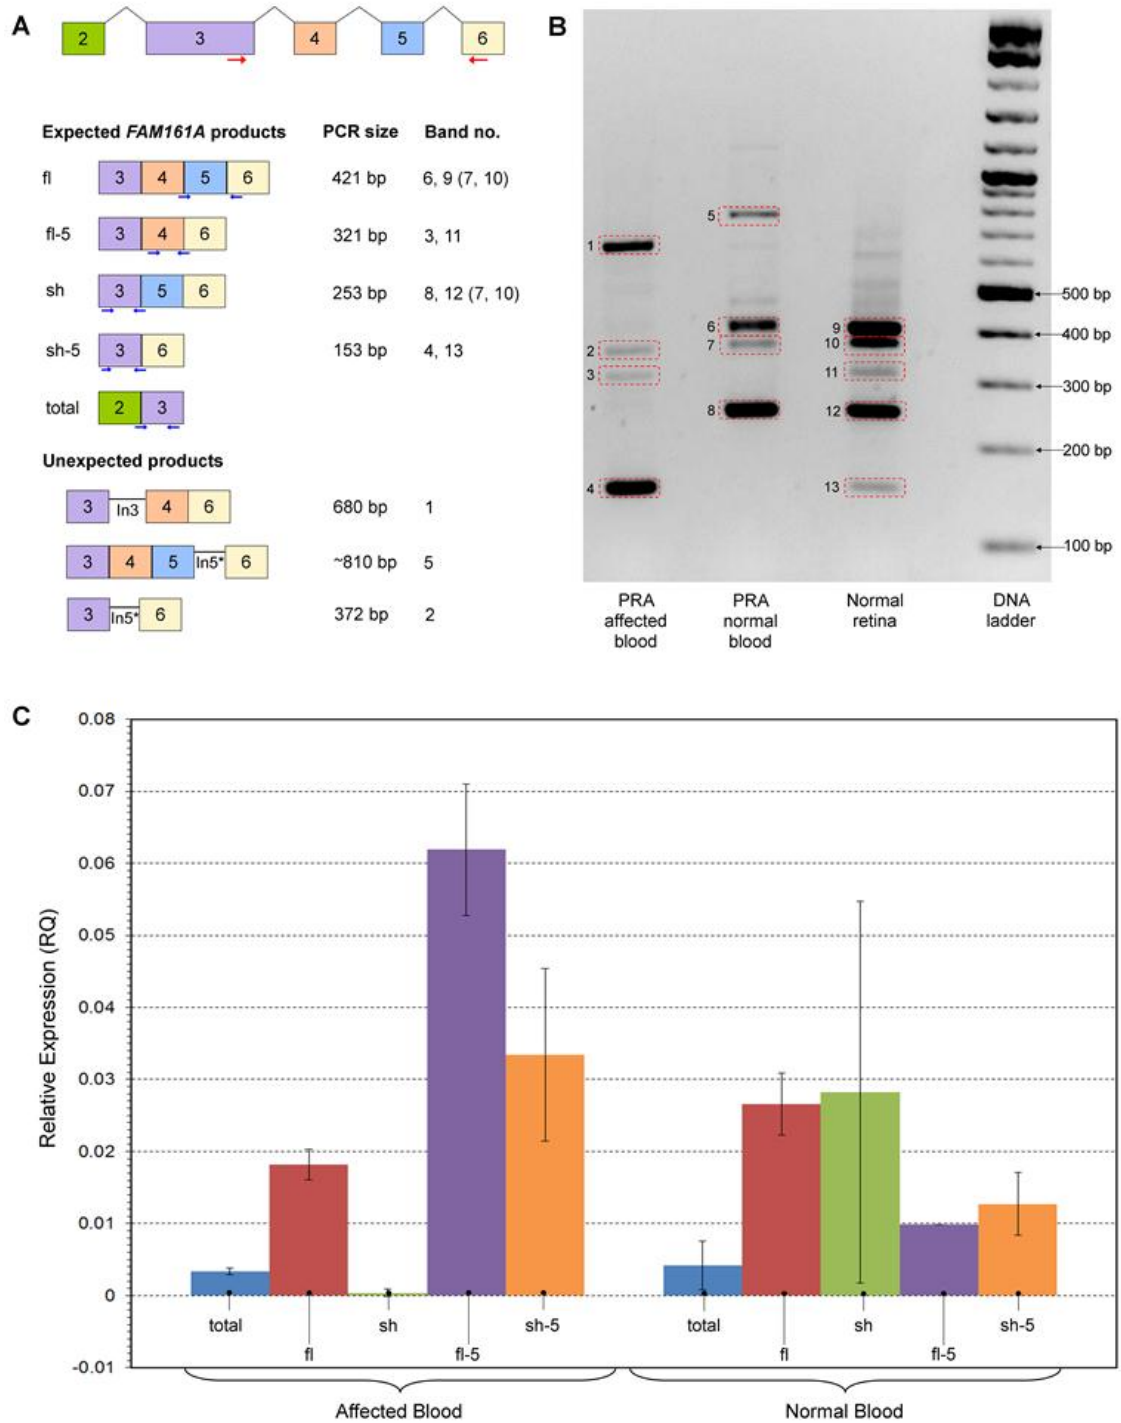 A
2 3 4 5 6
Expected FAM161A products PCR size Band no.
fl 3 4 5 6 421 bp 6, 9 (7, 10)
fl-5 3 4 6 321 bp 3, 11
sh 3 5 6 253 bp 8, 12 (7, 10)
sh-5 3 6 153 bp 4, 13
total 2 3
Unexpected products
3 In3 4 6 680 bp 1
3 4 5 In5* 6 ~810 bp 5
3 In5* 6 372 bp 2
B
5
1
500 bp
6 9 400 bp
7 10
2
3 11 300 bp
8 12
200 bp
4 13
100 bp
PRA affected blood
PRA normal blood
Normal retina
DNA ladder
C
Relative Expression (RQ)
0.08
0.07
0.06
0.05
0.04
0.03
0.02
0.01
0
-0.01
total fl sh fl-5 sh-5
total fl sh fl-5 sh-5
Affected Blood Normal Blood